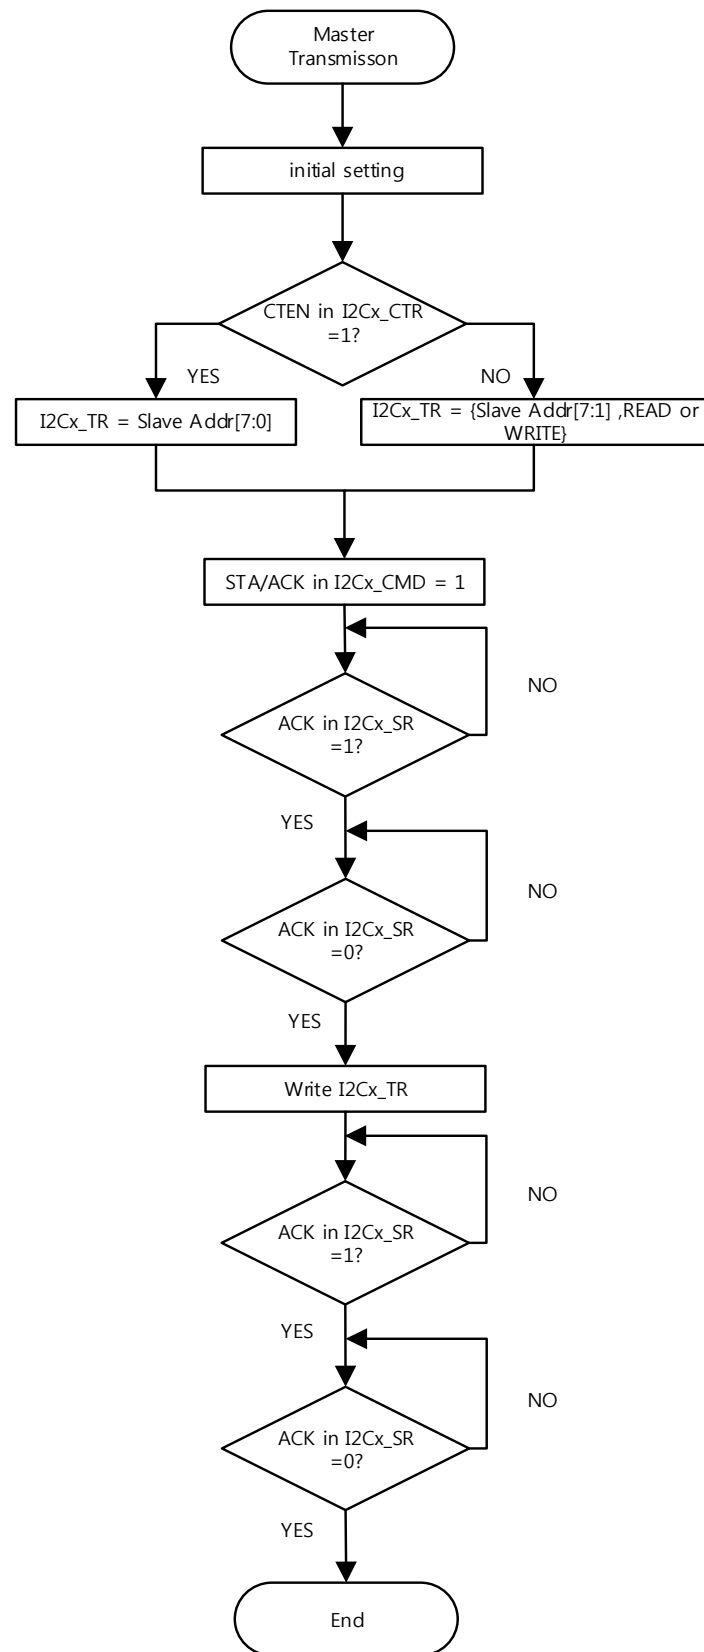 Master
Transmisson
initial setting
CTEN in I2Cx_CTR
=1?
YES
NO
I2Cx_TR = Slave Addr[7:0]
I2Cx_TR = {Slave Addr[7:1] ,READ or
WRITE}
STA/ACK in I2Cx_CMD = 1
NO
ACK in I2Cx_SR
=1?
YES
NO
ACK in I2Cx_SR
=0?
YES
Write I2Cx_TR
NO
ACK in I2Cx_SR
=1?
YES
NO
ACK in I2Cx_SR
=0?
YES
End